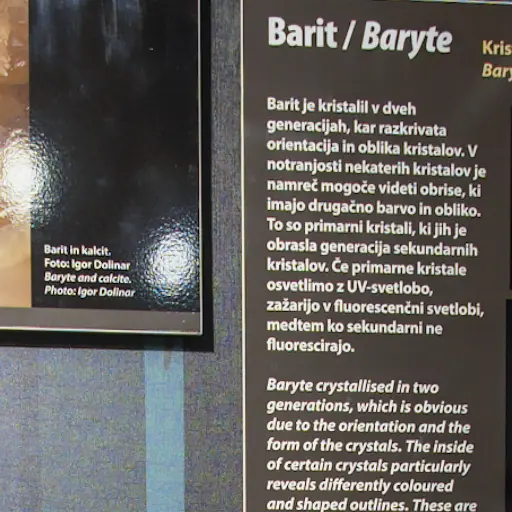 Barit / Baryte
Kris
Bary
Barit je kristalil v dveh
generacijah, kar razkrivata
orientacija in oblika kristalov. V
notranjosti nekaterih kristalov je
namreč mogoče videti obrise, ki
imajo drugačno barvo in obliko.
To so primarni kristali, ki jih je
obrasla generacija sekundarnih
kristalov. Če primarne kristale
osvetlimo z UV-svetlobo,
zažarijo v fluorescenčni svetlobi,
medtem ko sekundarni ne
fluorescirajo.
Baryte crystallised in two
generations, which is obvious
due to the orientation and the
form of the crystals. The inside
of certain crystals particularly
reveals differently coloured
and shaped outlines. These are
Barit in kalcit.
Foto: Igor Dolinar
Baryte and calcite.
Photo: Igor Dolinar